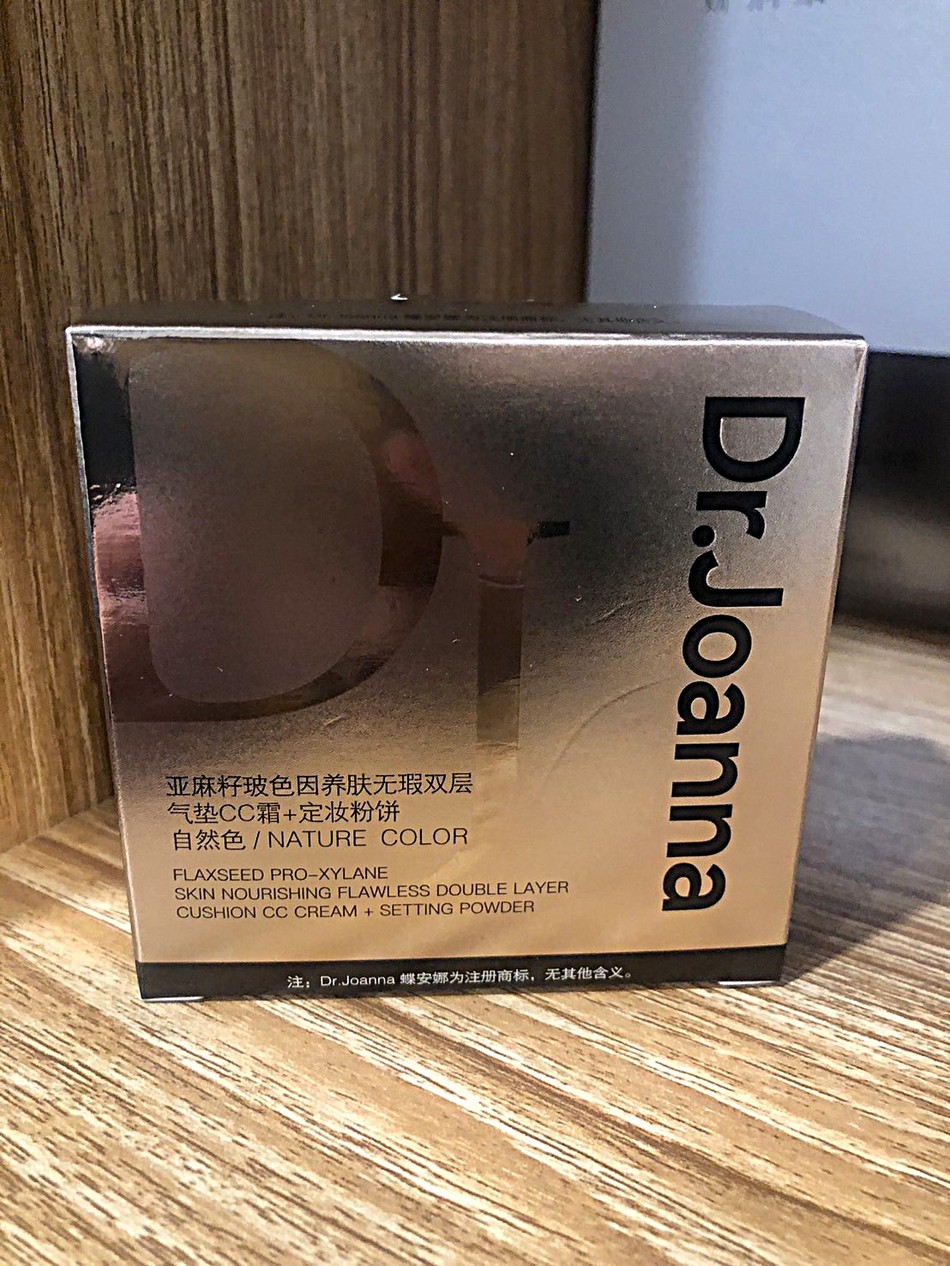 Dr.Joanna
Dr
亚麻籽玻色因养肤无瑕双层
气垫CC霜+定妆粉饼
自然色 / NATURE COLOR
FLAXSEED PRO-XYLANE
SKIN NOURISHING FLAWLESS DOUBLE LAYER
CUSHION CC CREAM + SETTING POWDER
注：Dr.Joanna 蝶安娜为注册商标，无其他含义。